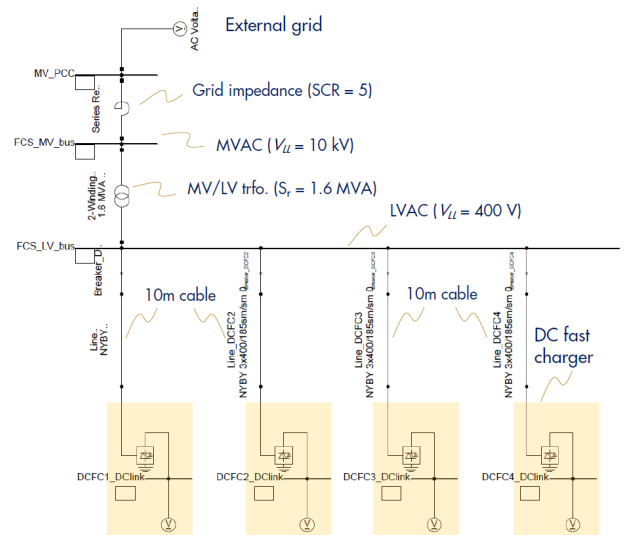 AC Volta..
External grid
MV_PCC
Series Re..
Grid impedance (SCR = 5)
FCS_MV_bus
MVAC (VLL = 10 kV)
2-Winding..
1.6 MVA ..
MV/LV trfo. (Sr = 1.6 MVA)
LVAC (VLL = 400 V)
FCS_LV_bus
Breaker_D..
Breaker_DCFC2
Breaker_DCFC3
Breaker_DCFC4
10m cable
10m cable
Line..
NYBY..
Line_DCFC2
NYBY 3x400/185sm/sm 0..
Line_DCFC3
NYBY 3x400/185sm/sm 0..
Line_DCFC4
NYBY 3x400/185sm/sm 0..
DC fast
charger
DCFC1_DClink
DCFC2_DClink
DCFC3_DClink
DCFC4_DClink
V
V
V
V